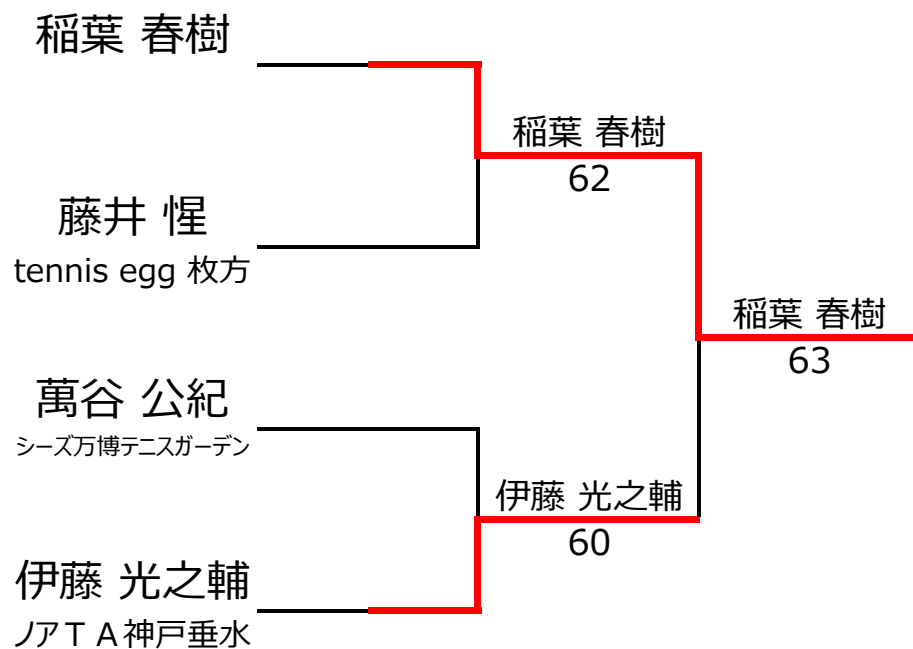 稲葉 春樹
稲葉 春樹
62
藤井 惺
tennis egg 枚方
稲葉 春樹
63
萬谷 公紀
シーズ万博テニスガーデン
伊藤 光之輔
60
伊藤 光之輔
ノアＴＡ神戸垂水